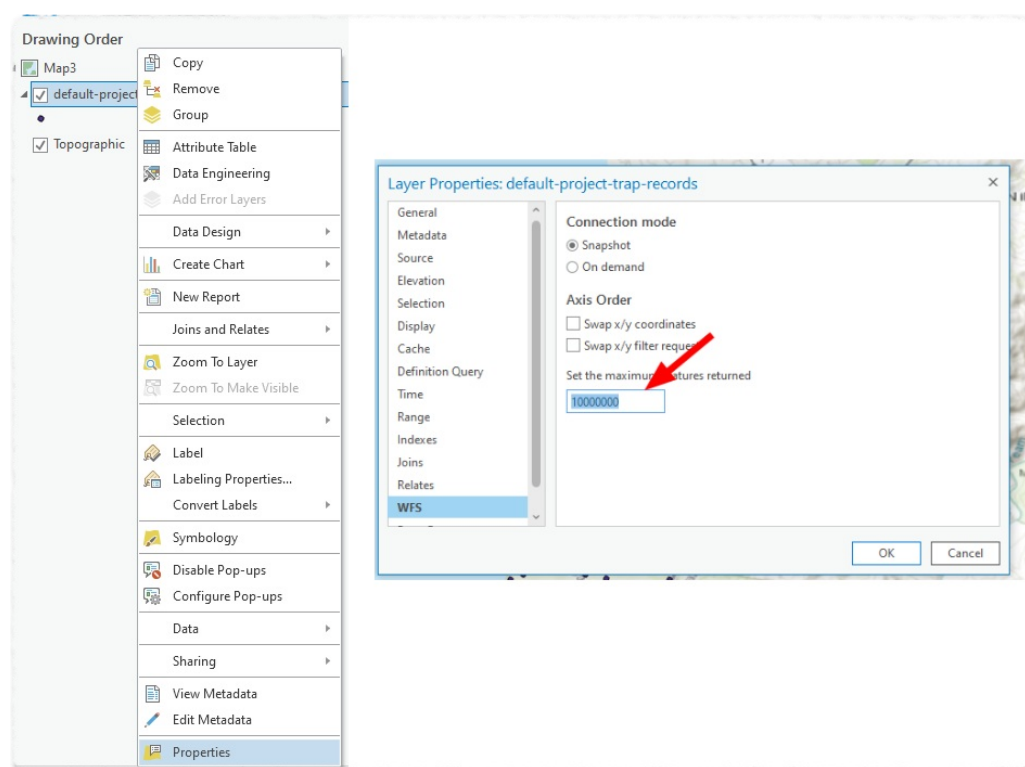 Drawing Order
Map3
default-project
Topographic
Copy
Remove
Group
Attribute Table
Data Engineering
Add Error Layers
Data Design
Create Chart
New Report
Joins and Relates
Zoom To Layer
Zoom To Make Visible
Selection
Label
Labeling Properties...
Convert Labels
Symbology
Disable Pop-ups
Configure Pop-ups
Data
Sharing
View Metadata
Edit Metadata
Properties
Layer Properties: default-project-trap-records
General
Metadata
Source
Elevation
Selection
Display
Cache
Definition Query
Time
Range
Indexes
Joins
Relates
WFS
Connection mode
Snapshot
On demand
Axis Order
Swap x/y coordinates
Swap x/y filter
Set the maximum returned
10000000
OK
Cancel